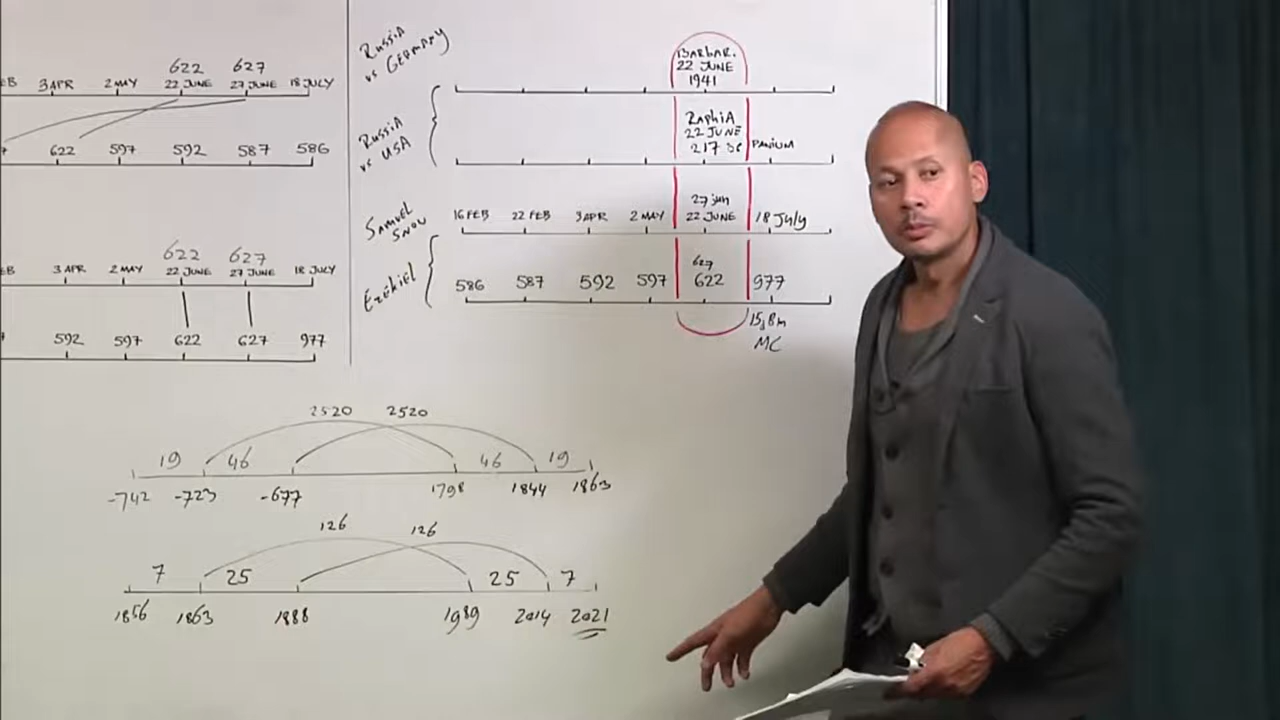 622 627
EB 3 APR 2 MAY 22 JUNE 27 JUNE 18 JULY
7 622 597 592 587 586
622 627
EB 3 APR 2 MAY 22 JUNE 27 JUNE 18 JULY
592 597 622 627 977
Russia
vs GERMANY
BARBAR.
22 JUNE
1941
Russia
vs USA
RAPHIA
22 JUNE
217 BC
PANIUM
Samuel
Snow
27 jun
16 FEB 22 FEB 3 APR 2 MAY 22 JUNE 18 July
Ezekiel
627
586 587 592 597 622 977
MC
2520 2520
19 46 46 19
-742 -723 -677 1798 1844 1863
126 126
7 25 25 7
1856 1863 1888 1989 2014 2021